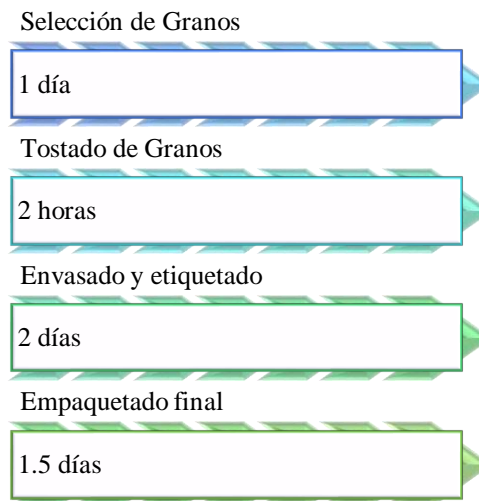 Selección de Granos
1 día
Tostado de Granos
2 horas
Envasado y etiquetado
2 días
Empaquetado final
1.5 días